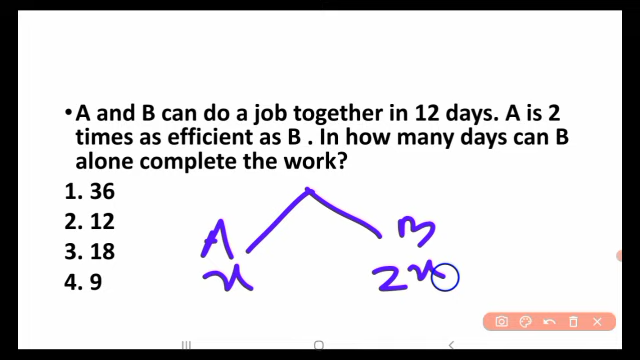 •A and B can do a job together in 12 days. A is 2
times as efficient as B . In how many days can B
alone complete the work?
1. 36
2. 12
3. 18
4. 9
A B
x 2x